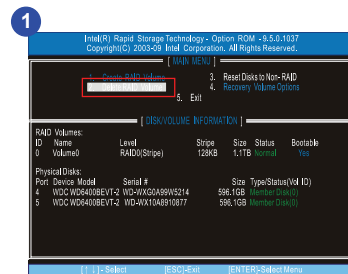 1
Intel(R) Rapid Storage Technology - Option ROM - 9.5.0.1037
Copyright(C) 2003-09 Intel Corporation. All Rights Reserved.
[ MAIN MENU ]
1. Create RAID Volume 3. Reset Disks to Non- RAID
2. Delete RAID Volume 4. Recovery Volume Options
5. Exit
[ DISK/VOLUME INFORMATION ]
RAID Volumes:
ID Name Level Stripe Size Status Bootable
0 Volume0 RAID0(Stripe) 128KB 1.1TB Normal Yes
Physical Disks:
Port Device Model Serial # Size Type/Status(Vol ID)
4 WDC WD6400BEVT-2 WD-WXG0A99W5214 596.1GB Member Disk(0)
5 WDC WD6400BEVT-2 WD-WX10A8910877 596,1GB Member Disk(0)
[↑↓]- Select [ESC]-Exit [ENTER]-Select Menu